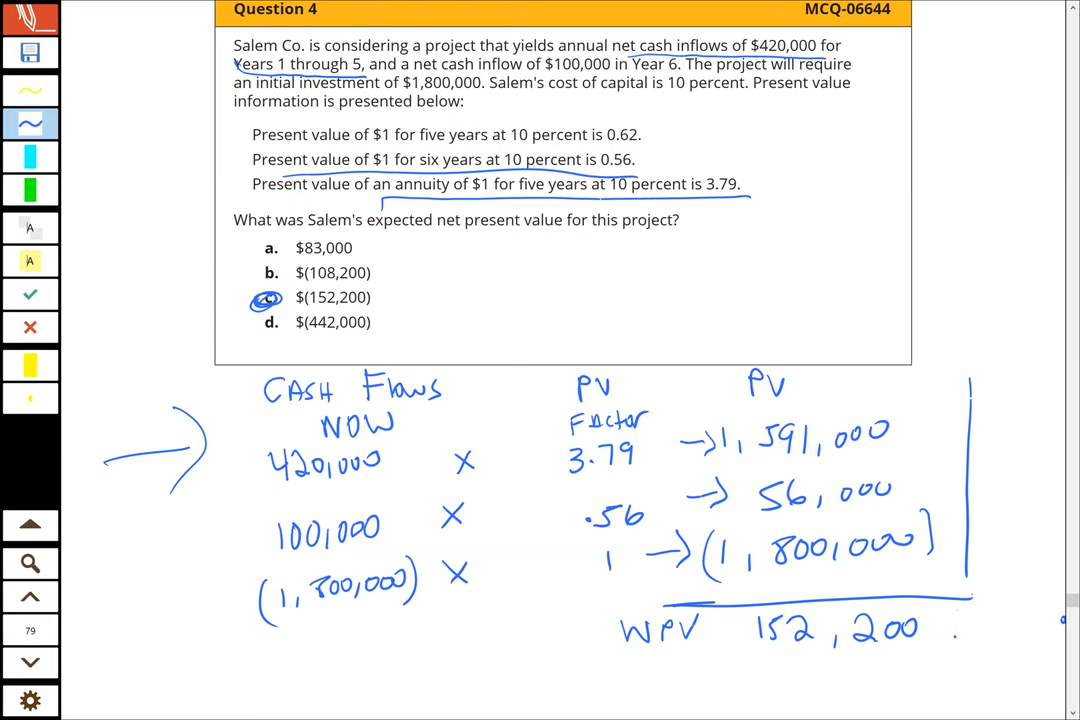 Question 4 MCQ-06644
Salem Co. is considering a project that yields annual net cash inflows of $420,000 for
Years 1 through 5, and a net cash inflow of $100,000 in Year 6. The project will require
an initial investment of $1,800,000. Salem's cost of capital is 10 percent. Present value
information is presented below:
Present value of $1 for five years at 10 percent is 0.62.
Present value of $1 for six years at 10 percent is 0.56.
Present value of an annuity of $1 for five years at 10 percent is 3.79.
What was Salem's expected net present value for this project?
a. $83,000
b. $(108,200)
c. $(152,200)
d. $(442,000)
CASH Flows PV PV
NOW Factor
420,000 x 3.79 → 1,591,000
100,000 x .56 → 56,000
(1,800,000) x 1 → (1,800,000)
NPV 152,200
A
A
79